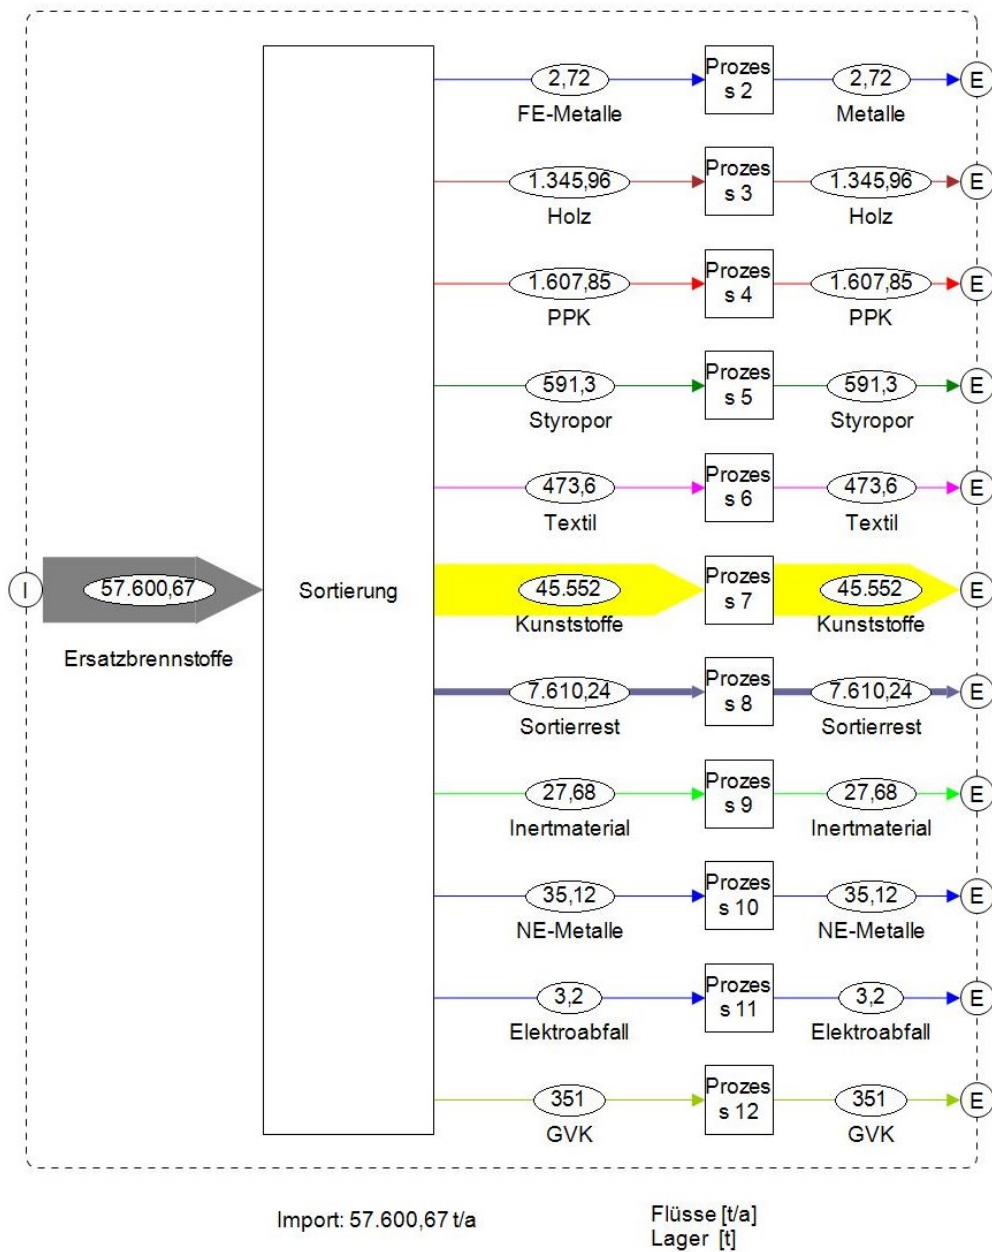 2,72
Prozes
s 2
2,72
E
FE-Metalle
Metalle
1.345,96
Prozes
s 3
1.345,96
E
Holz
Holz
1.607,85
Prozes
s 4
1.607,85
E
PPK
PPK
591,3
Prozes
s 5
591,3
E
Styropor
Styropor
473,6
Prozes
s 6
473,6
E
Textil
Textil
I
57.600,67
Ersatzbrennstoffe
Sortierung
45.552
Prozes
s 7
45.552
E
Kunststoffe
Kunststoffe
7.610,24
Prozes
s 8
7.610,24
E
Sortierrest
Sortierrest
27,68
Prozes
s 9
27,68
E
Inertmaterial
Inertmaterial
35,12
Prozes
s 10
35,12
E
NE-Metalle
NE-Metalle
3,2
Prozes
s 11
3,2
E
Elektroabfall
Elektroabfall
351
Prozes
s 12
351
E
GVK
GVK
Import: 57.600,67 t/a
Flüsse [t/a]
Lager [t]